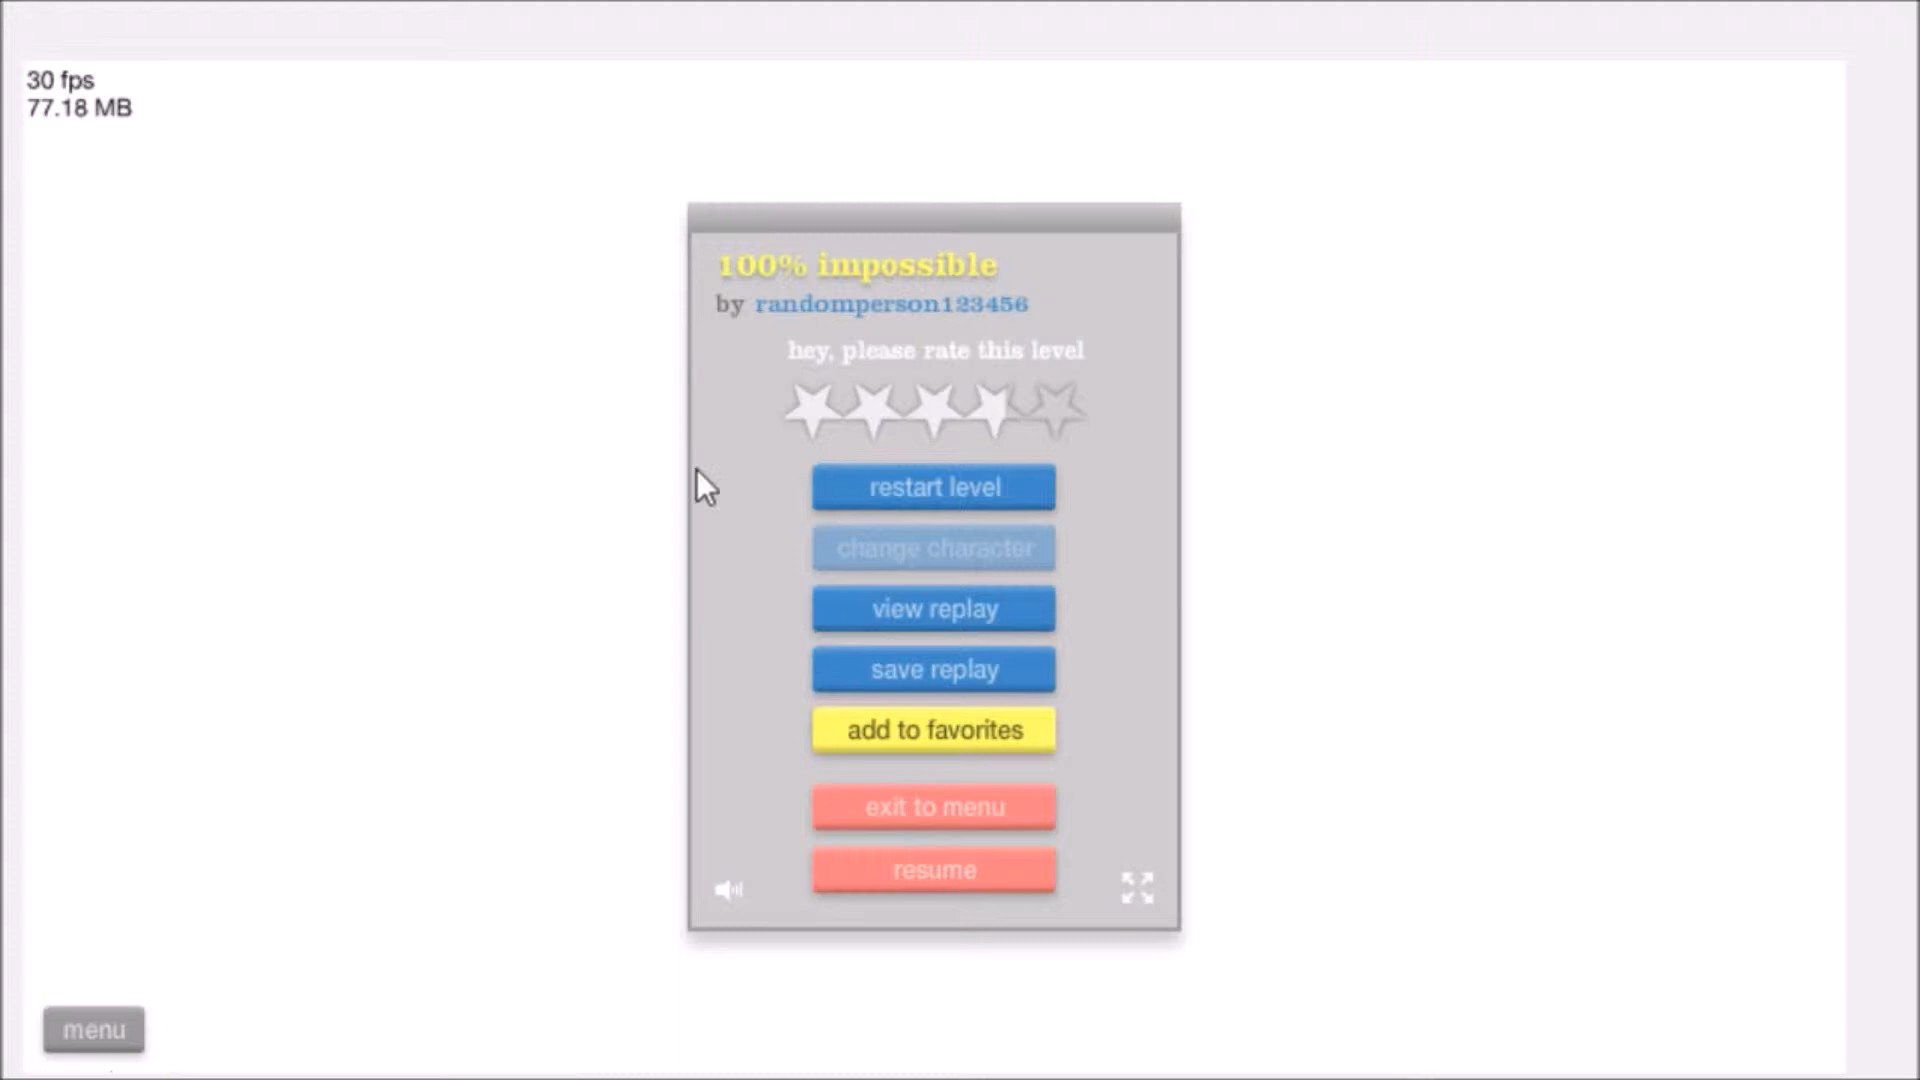 30 fps
77.18 MB
100% impossible
by randomperson123456
hey, please rate this level
restart level
change character
view replay
save replay
add to favorites
exit to menu
resume
menu